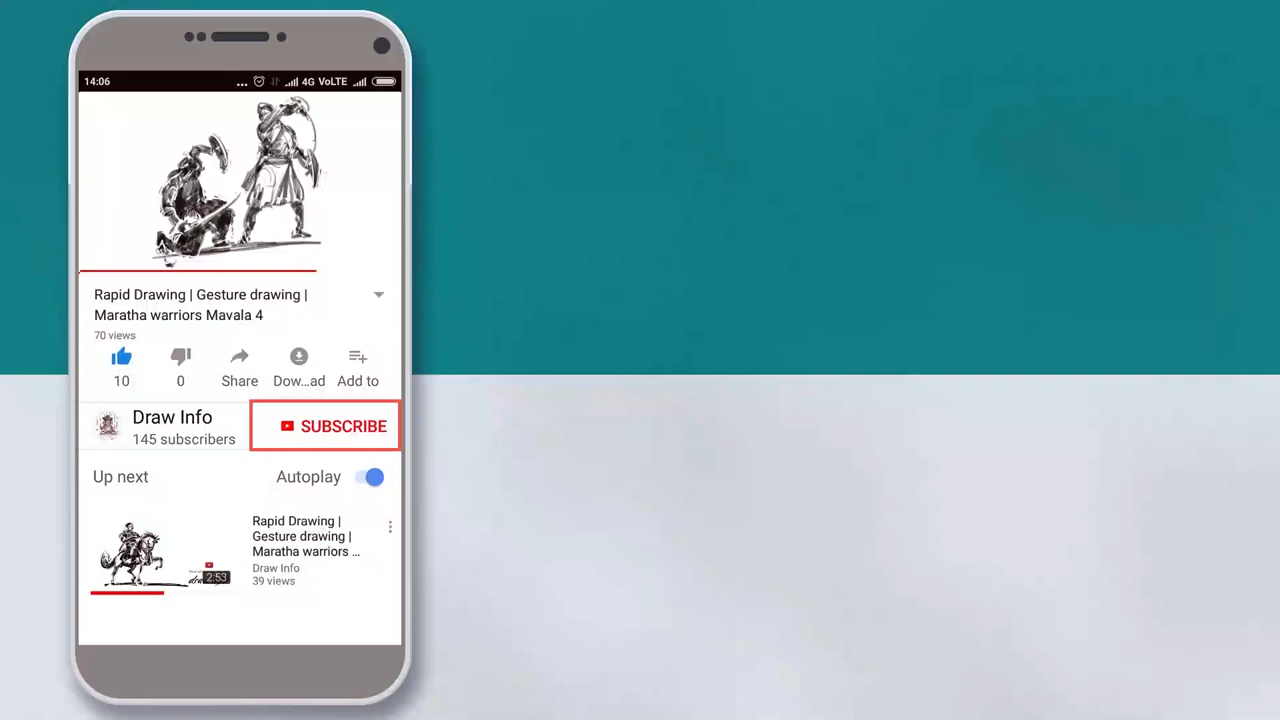 14:06
... 4G VoLTE
Rapid Drawing | Gesture drawing |
Maratha warriors Mavala 4
70 views
10 0 Share Dow...ad Add to
Draw Info
145 subscribers
SUBSCRIBE
Up next Autoplay
Rapid Drawing |
Gesture drawing |
Maratha warriors ...
Draw Info
39 views
2:53